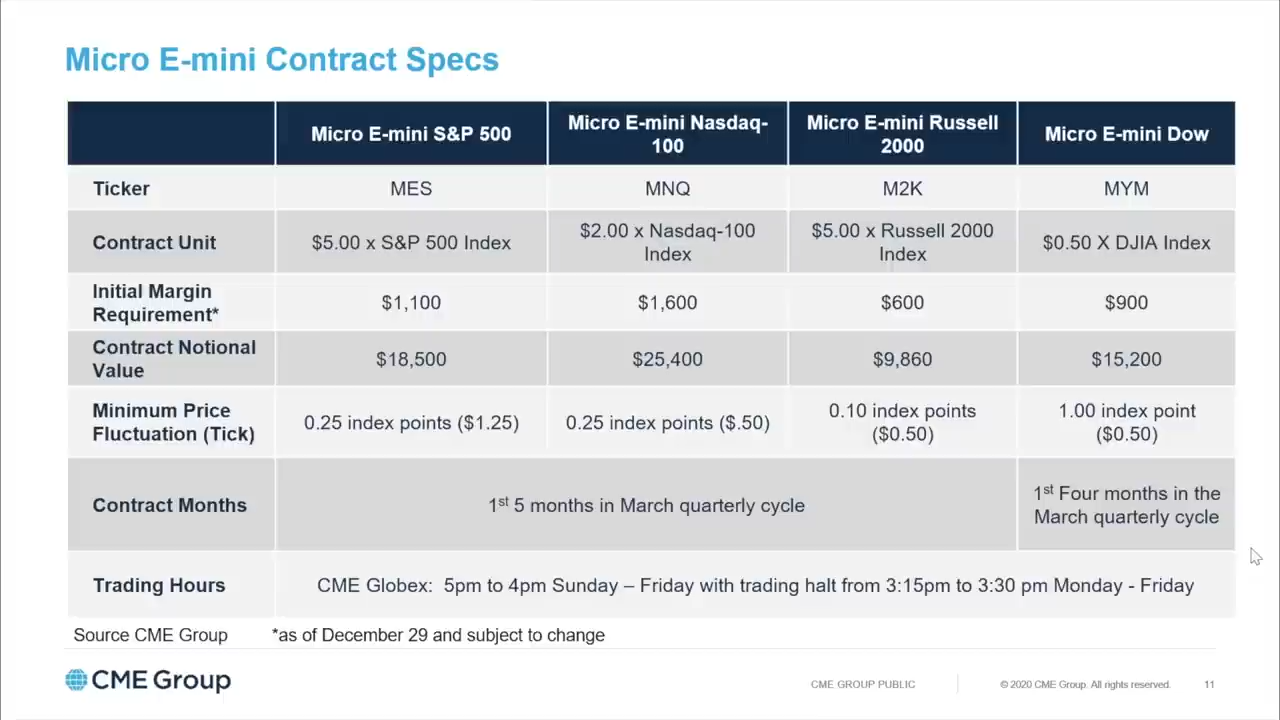 Micro E-mini Contract Specs
Micro E-mini S&P 500
Micro E-mini Nasdaq-
100
Micro E-mini Russell
2000
Micro E-mini Dow
Ticker
MES
MNQ
M2K
MYM
Contract Unit
$5.00 x S&P 500 Index
$2.00 x Nasdaq-100
Index
$5.00 x Russell 2000
Index
$0.50 X DJIA Index
Initial Margin
Requirement*
$1,100
$1,600
$600
$900
Contract Notional
Value
$18,500
$25,400
$9,860
$15,200
Minimum Price
Fluctuation (Tick)
0.25 index points ($1.25)
0.25 index points ($.50)
0.10 index points
($0.50)
1.00 index point
($0.50)
Contract Months
1st 5 months in March quarterly cycle
1st Four months in the
March quarterly cycle
Trading Hours
CME Globex: 5pm to 4pm Sunday – Friday with trading halt from 3:15pm to 3:30 pm Monday - Friday
Source CME Group
*as of December 29 and subject to change
CME Group
CME GROUP PUBLIC
© 2020 CME Group. All rights reserved.
11